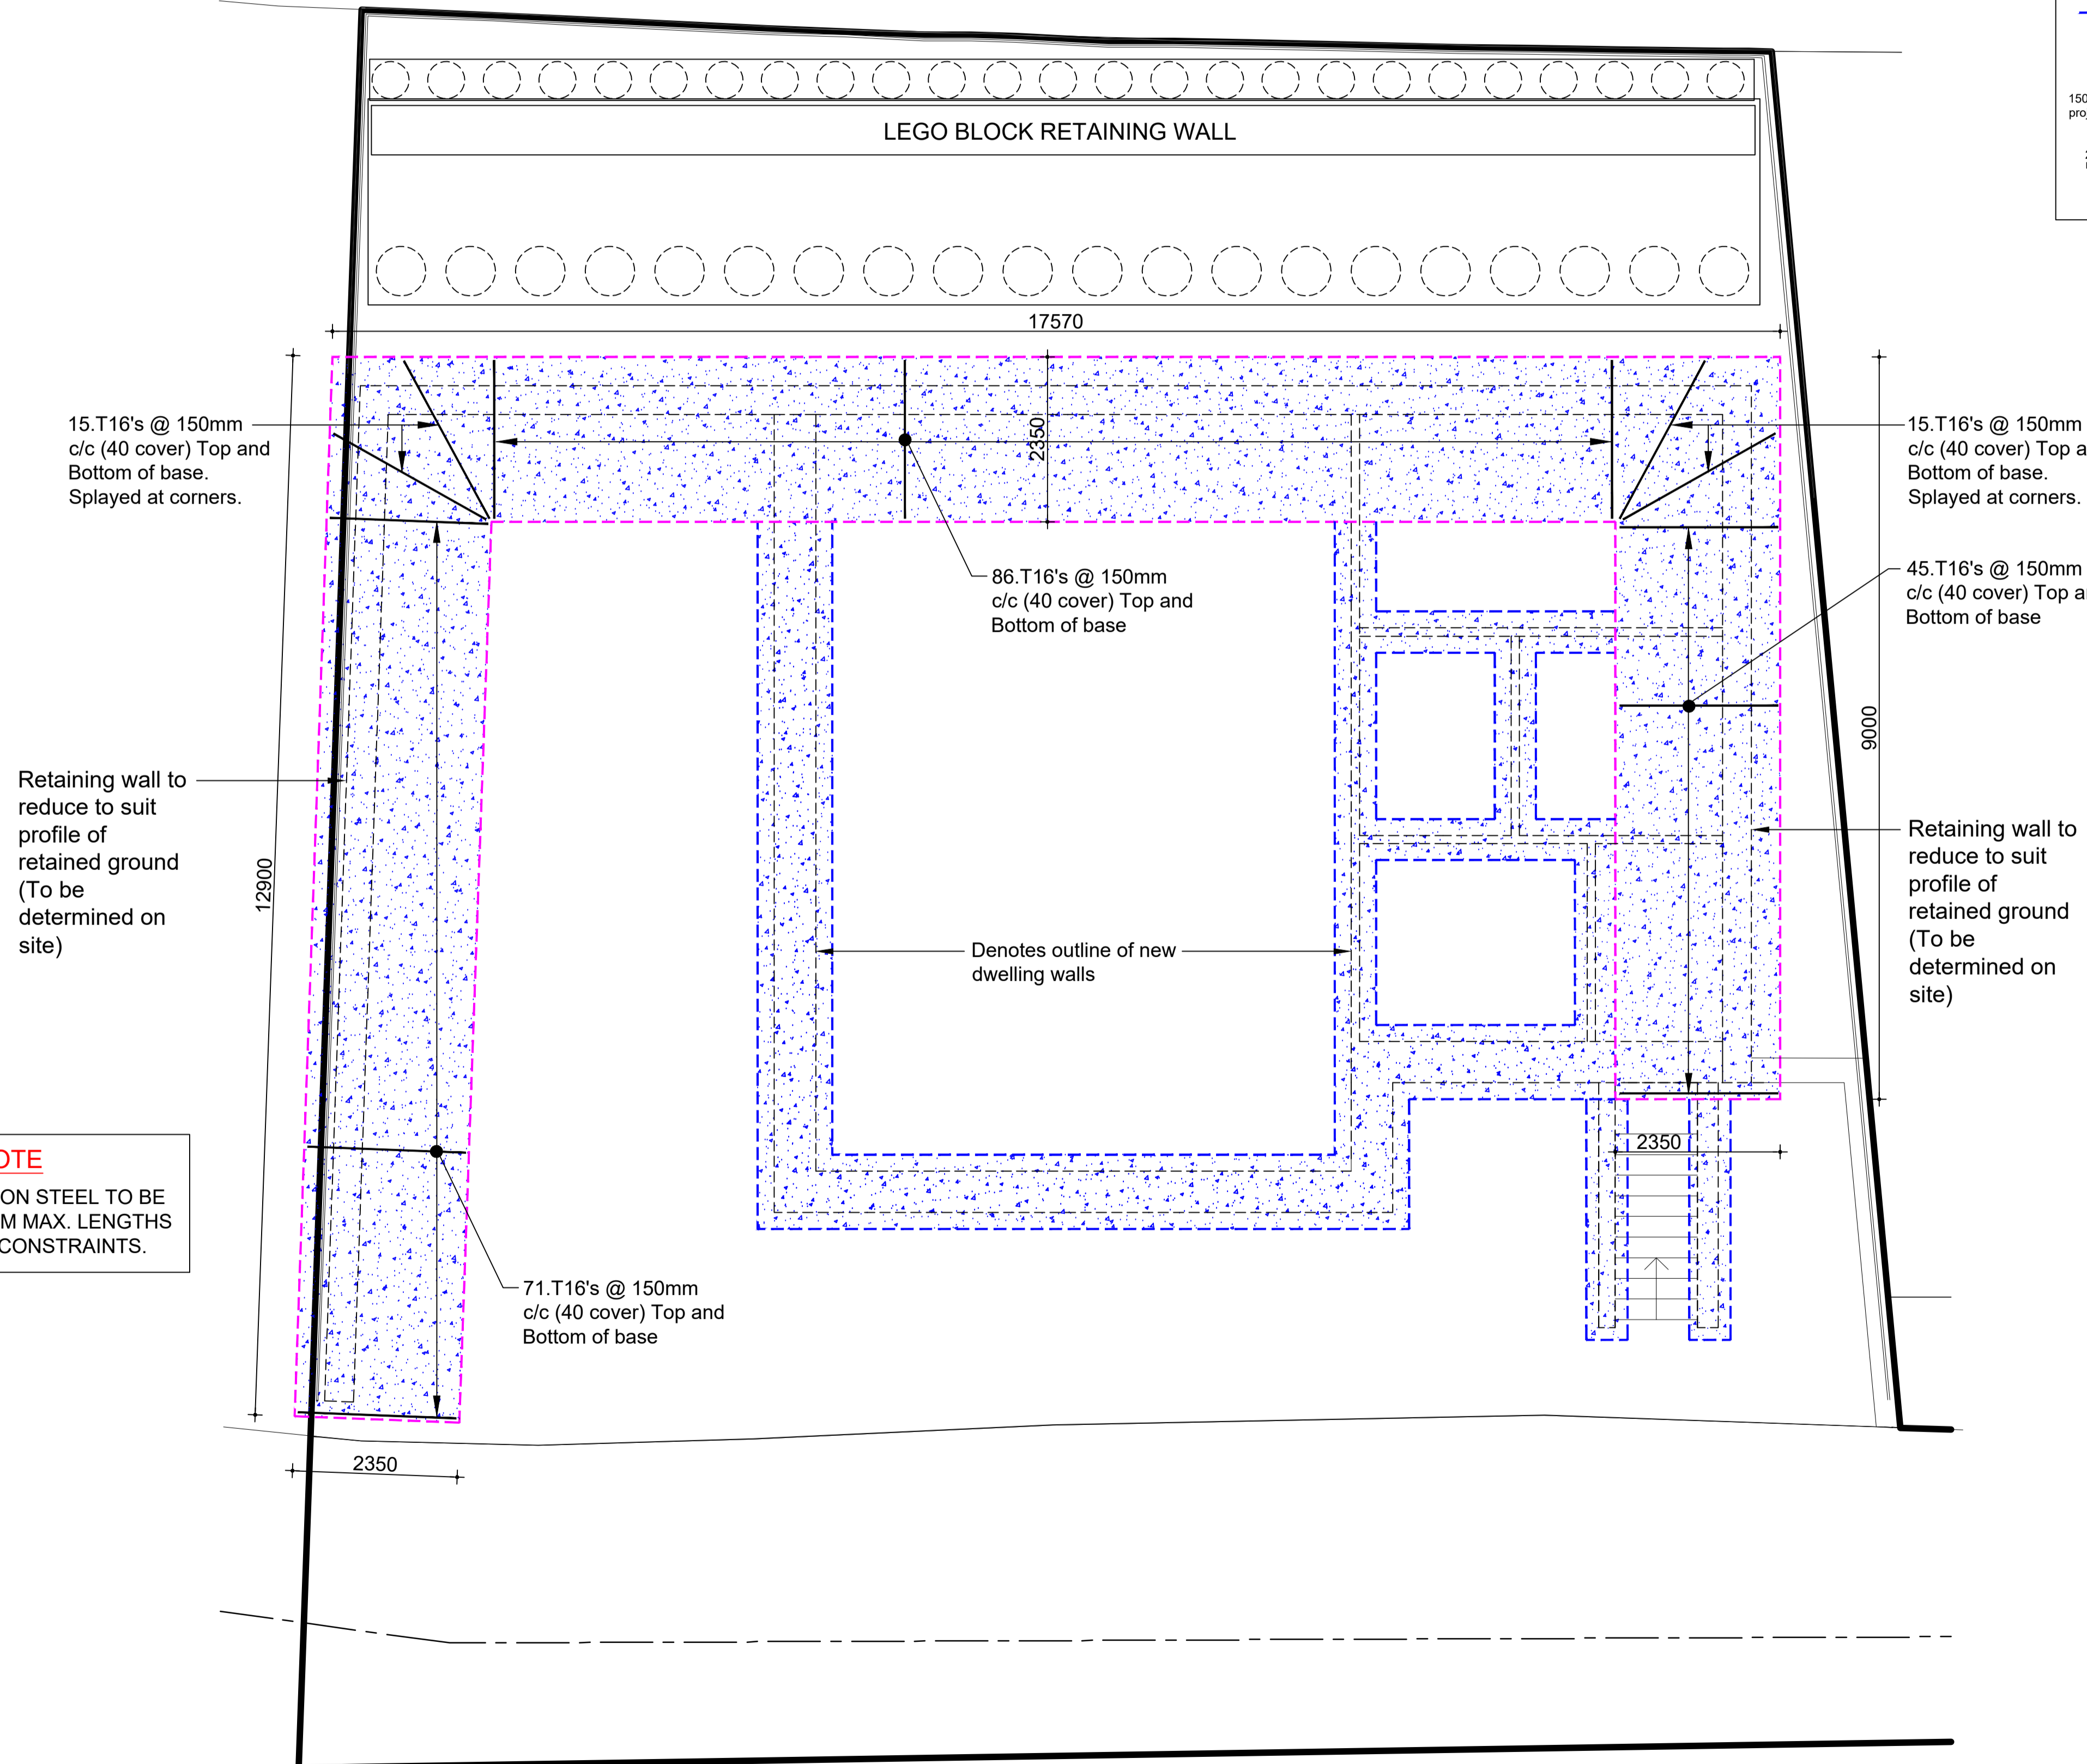 LEGO BLOCK RETAINING WALL
17570
15.T16's @ 150mm
c/c (40 cover) Top and
Bottom of base.
Splayed at corners.
2350
15.T16's @ 150mm
c/c (40 cover) Top a
Bottom of base.
Splayed at corners.
86.T16's @ 150mm
c/c (40 cover) Top and
Bottom of base
45.T16's @ 150mm
c/c (40 cover) Top a
Bottom of base
9000
Retaining wall to
reduce to suit
profile of
retained ground
(To be
determined on
site)
12900
Retaining wall to
reduce to suit
profile of
retained ground
(To be
determined on
site)
Denotes outline of new
dwelling walls
2350
OTE
ON STEEL TO BE
M MAX. LENGTHS
CONSTRAINTS.
71.T16's @ 150mm
c/c (40 cover) Top and
Bottom of base
2350
150
proj